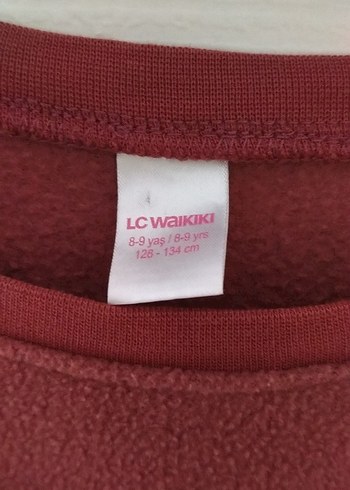 LC WAIKIKI
8-9 yaş / 8-9 yrs
128 - 134 cm